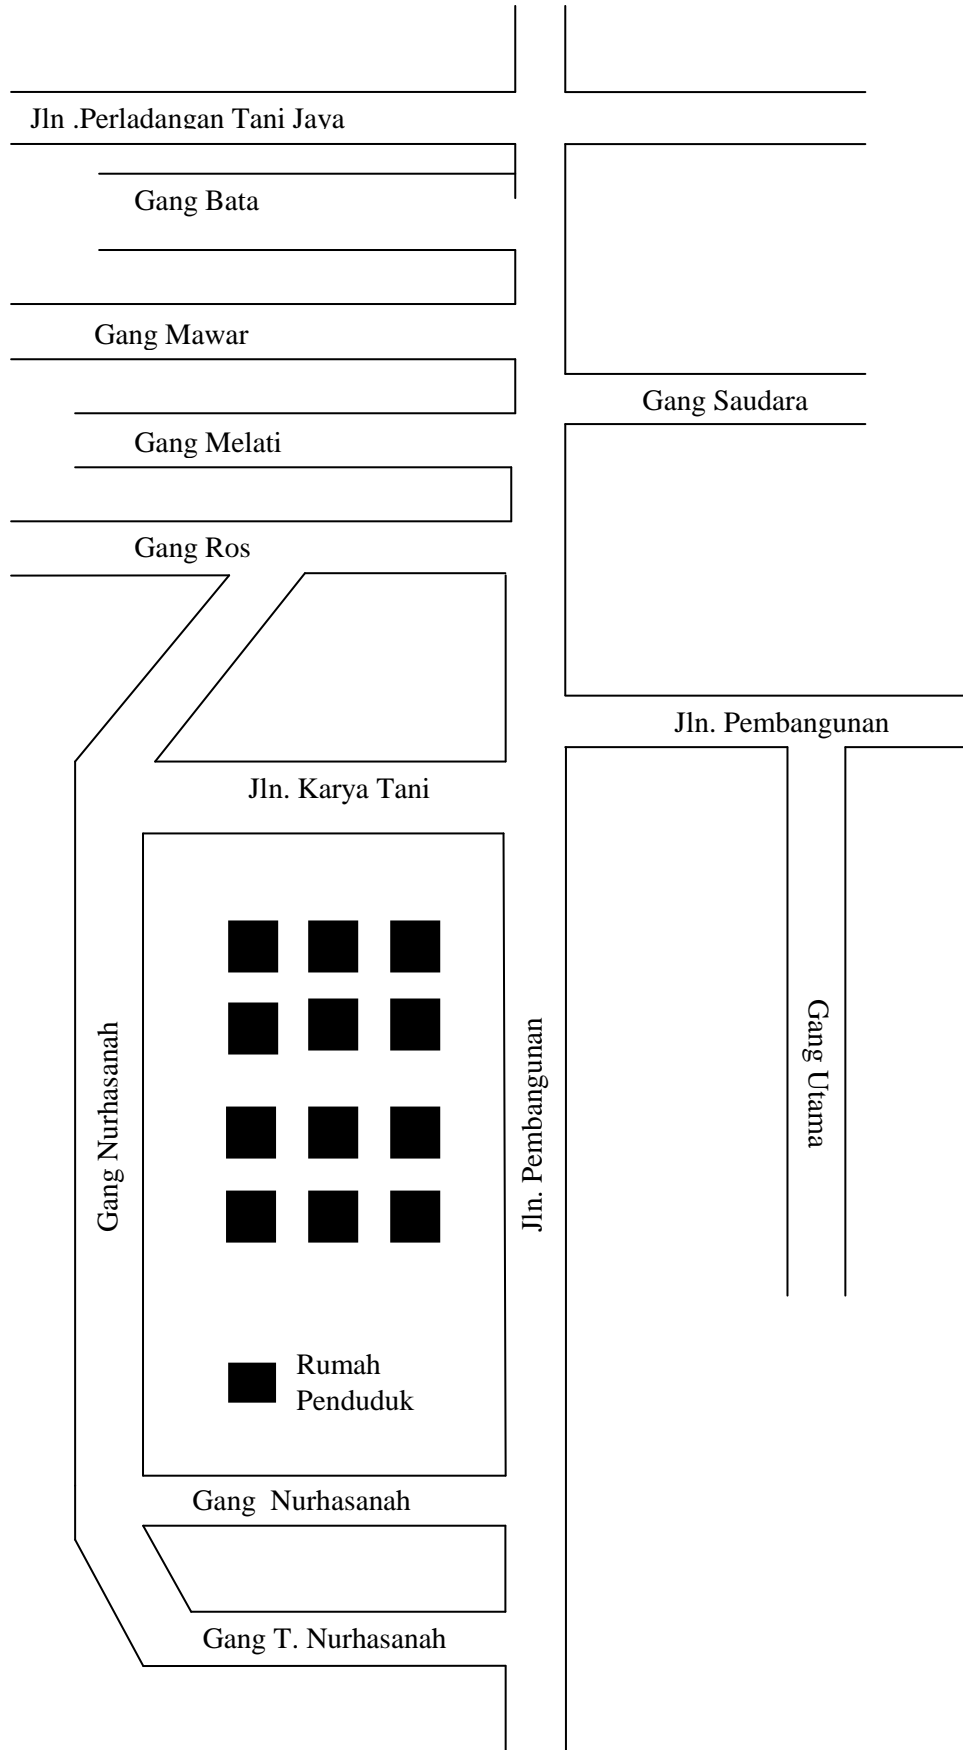 Jln .Perladangan Tani Jaya
Gang Bata
Gang Mawar
Gang Saudara
Gang Melati
Gang Ros
Jln. Pembangunan
Jln. Karya Tani
Gang Nurhasanah
Jln. Pembangunan
Gang Utama
Rumah
Penduduk
Gang  Nurhasanah
Gang T. Nurhasanah